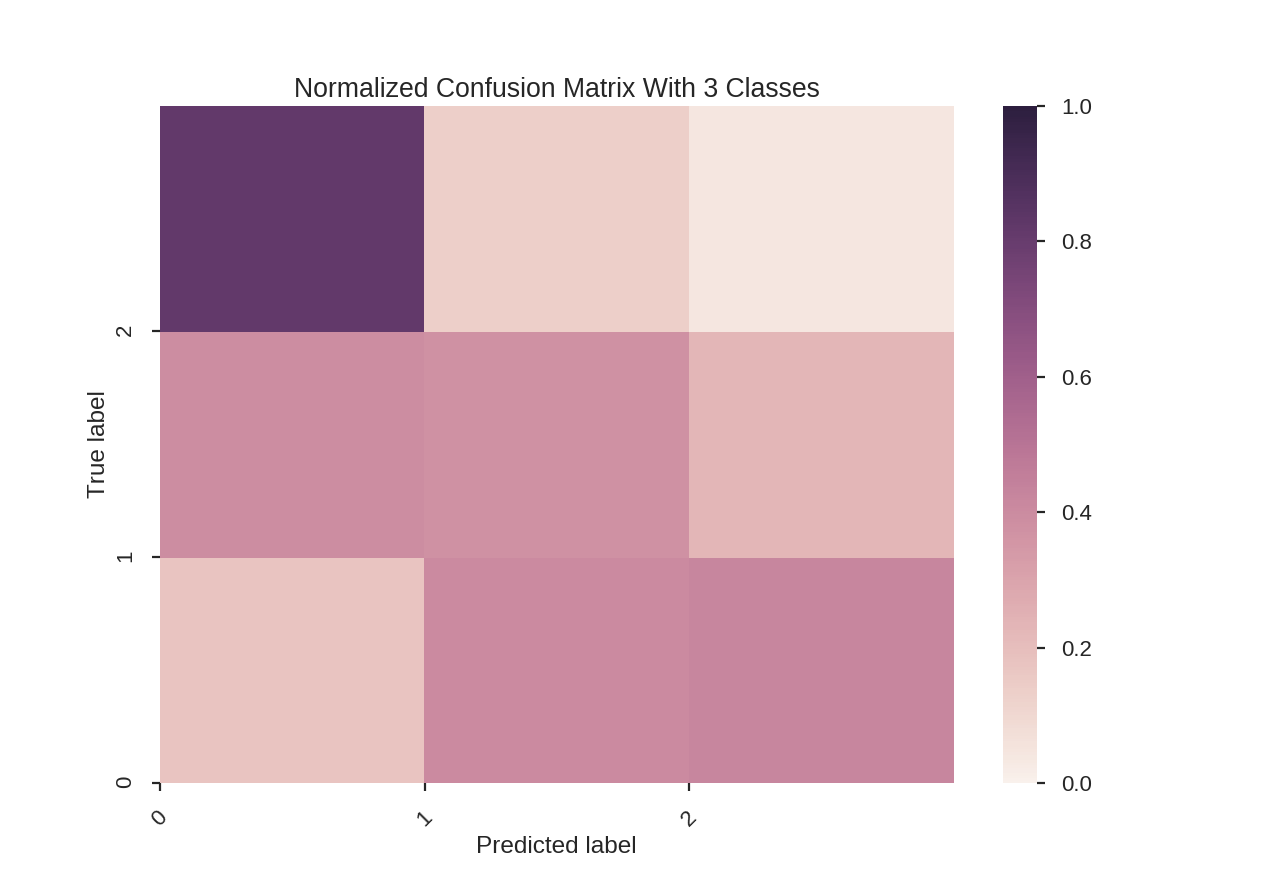 Normalized Confusion Matrix With 3 Classes
1.0
0.8
0.6
0.4
0.2
0.0
True label
2
1
0
0 1 2
Predicted label